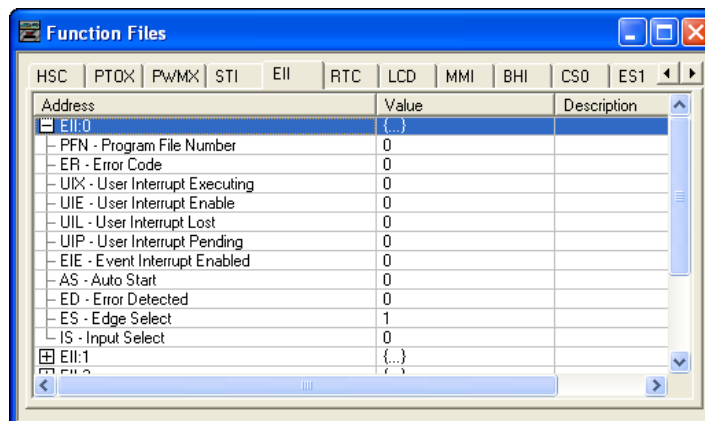 Function Files
HSC PTOX PWMX STI EII RTC LCD MMI BHI CS0 ES1
Address Value Description
EII:0 {...}
PFN - Program File Number 0
ER - Error Code 0
UIX - User Interrupt Executing 0
UIE - User Interrupt Enable 0
UIL - User Interrupt Lost 0
UIP - User Interrupt Pending 0
EIE - Event Interrupt Enabled 0
AS - Auto Start 0
ED - Error Detected 0
ES - Edge Select 1
IS - Input Select 0
EII:1 {...}